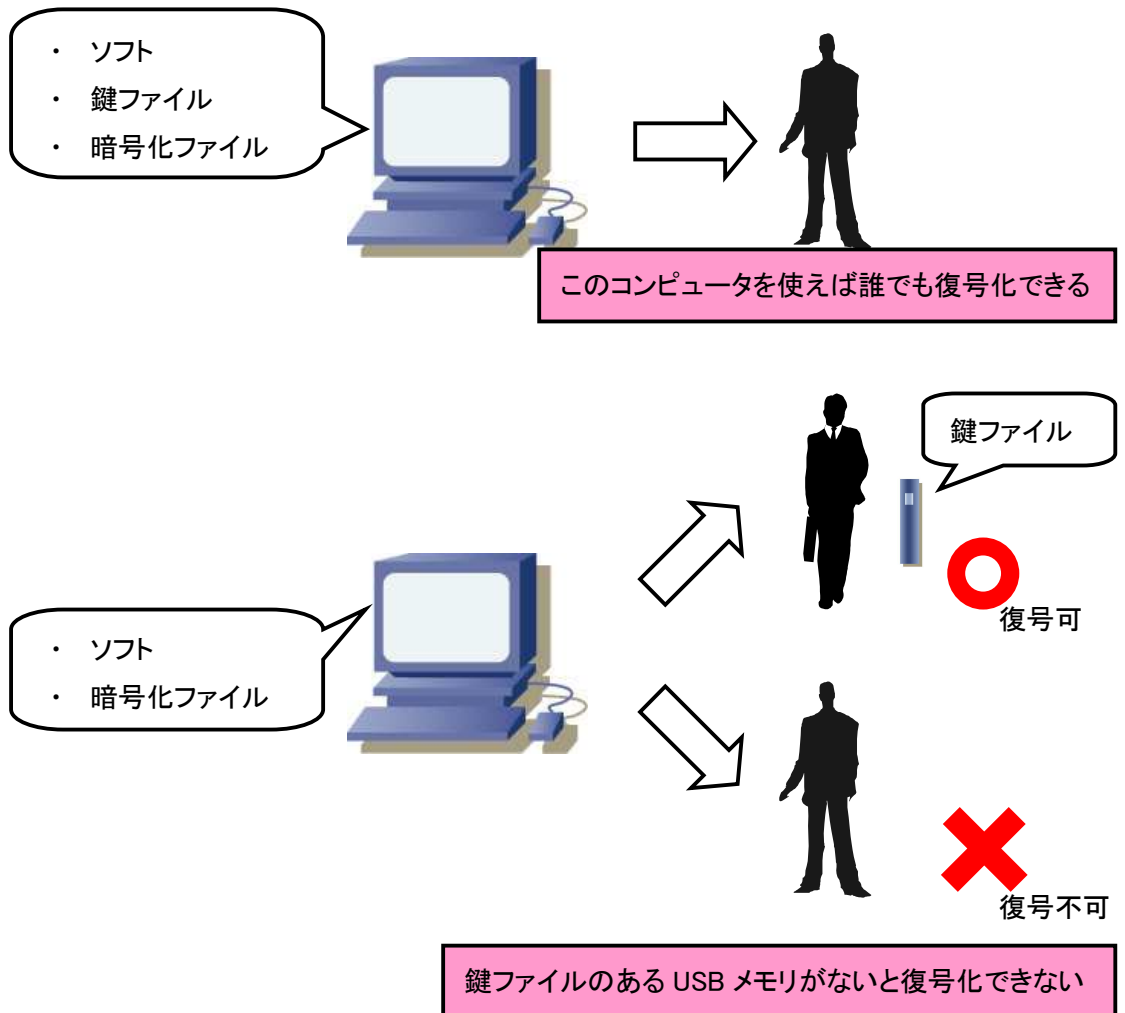 ・ ソフト
・ 鍵ファイル
・ 暗号化ファイル
このコンピュータを使えば誰でも復号化できる
鍵ファイル
復号可
・ ソフト
・ 暗号化ファイル
復号不可
鍵ファイルのある USB メモリがないと復号化できない